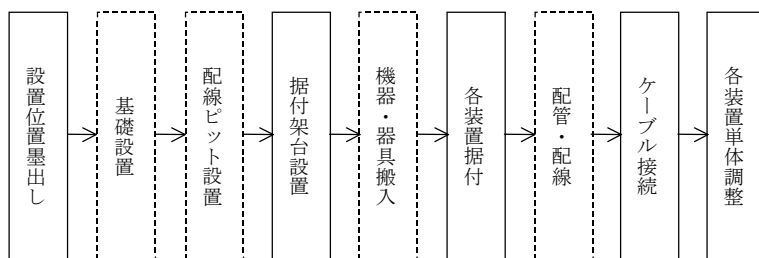 設置位置墨出し
基礎設置
配線ピット設置
据付架台設置
機器・器具搬入
各装置据付
配管・配線
ケーブル接続
各装置単体調整